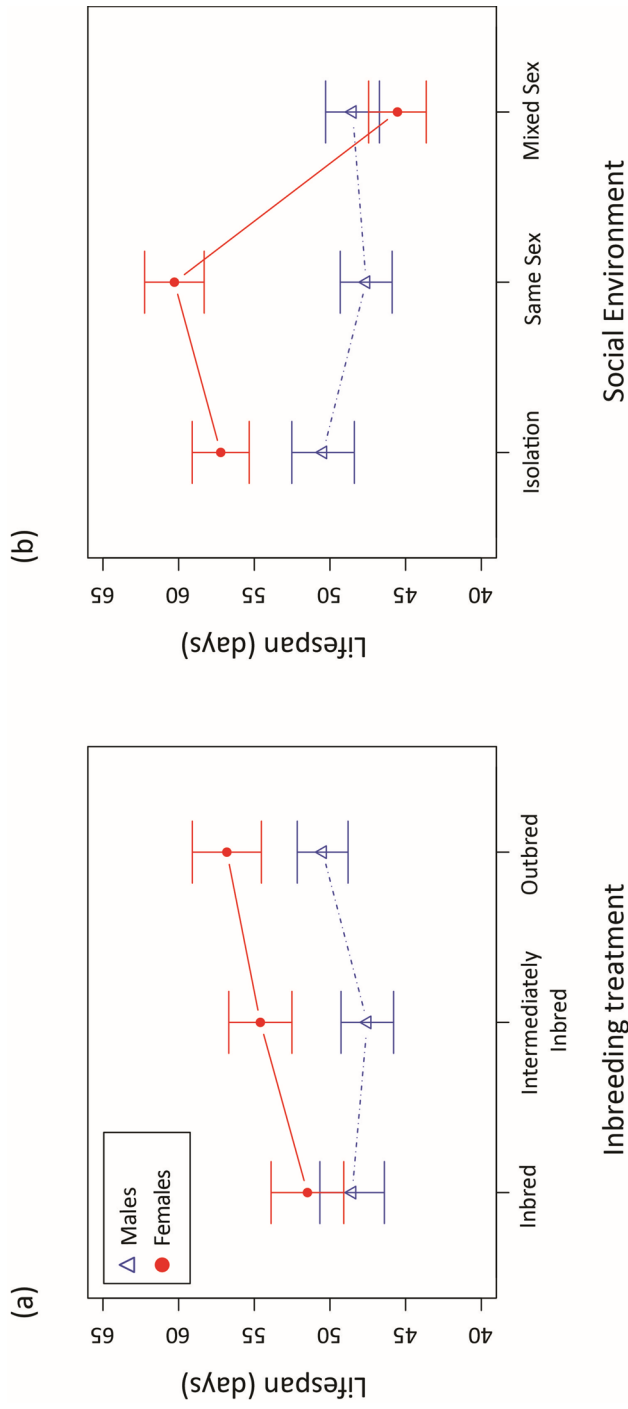 (a)
Lifespan (days)
65
60
55
50
45
40
Males
Females
Inbred
Intermediately
Inbred
Outbred
Inbreeding treatment
(b)
Lifespan (days)
65
60
55
50
45
40
Isolation
Same Sex
Mixed Sex
Social Environment